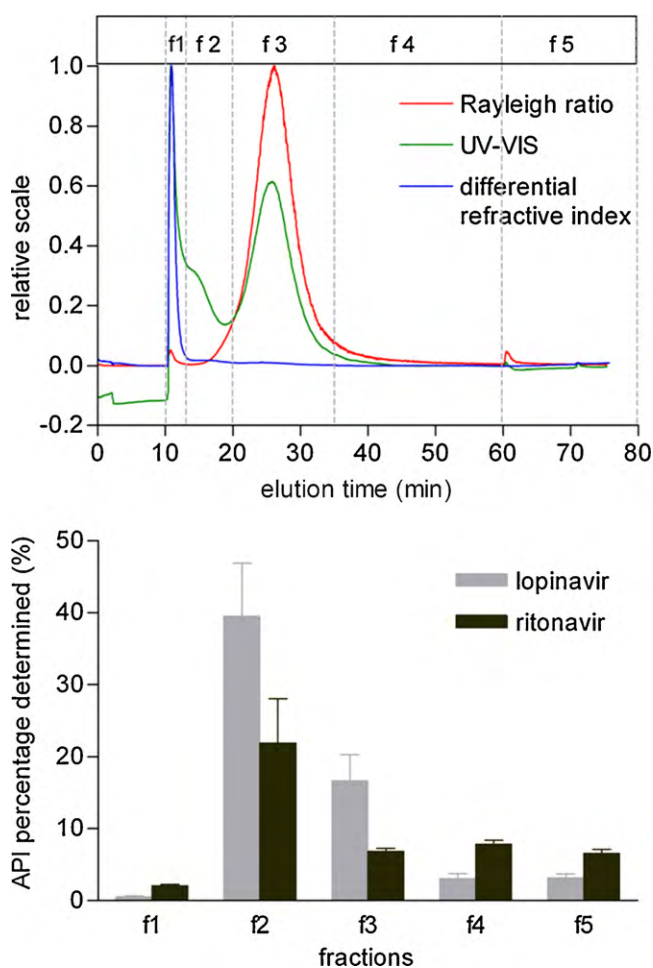 f1 f 2 f 3 f 4 f 5
1.0
0.8
0.6
0.4
0.2
0.0
-0.2
relative scale
Rayleigh ratio
UV-VIS
differential
refractive index
0 10 20 30 40 50 60 70 80
elution time (min)
50
40
30
20
10
0
API percentage determined (%)
lopinavir
ritonavir
f1 f2 f3 f4 f5
fractions